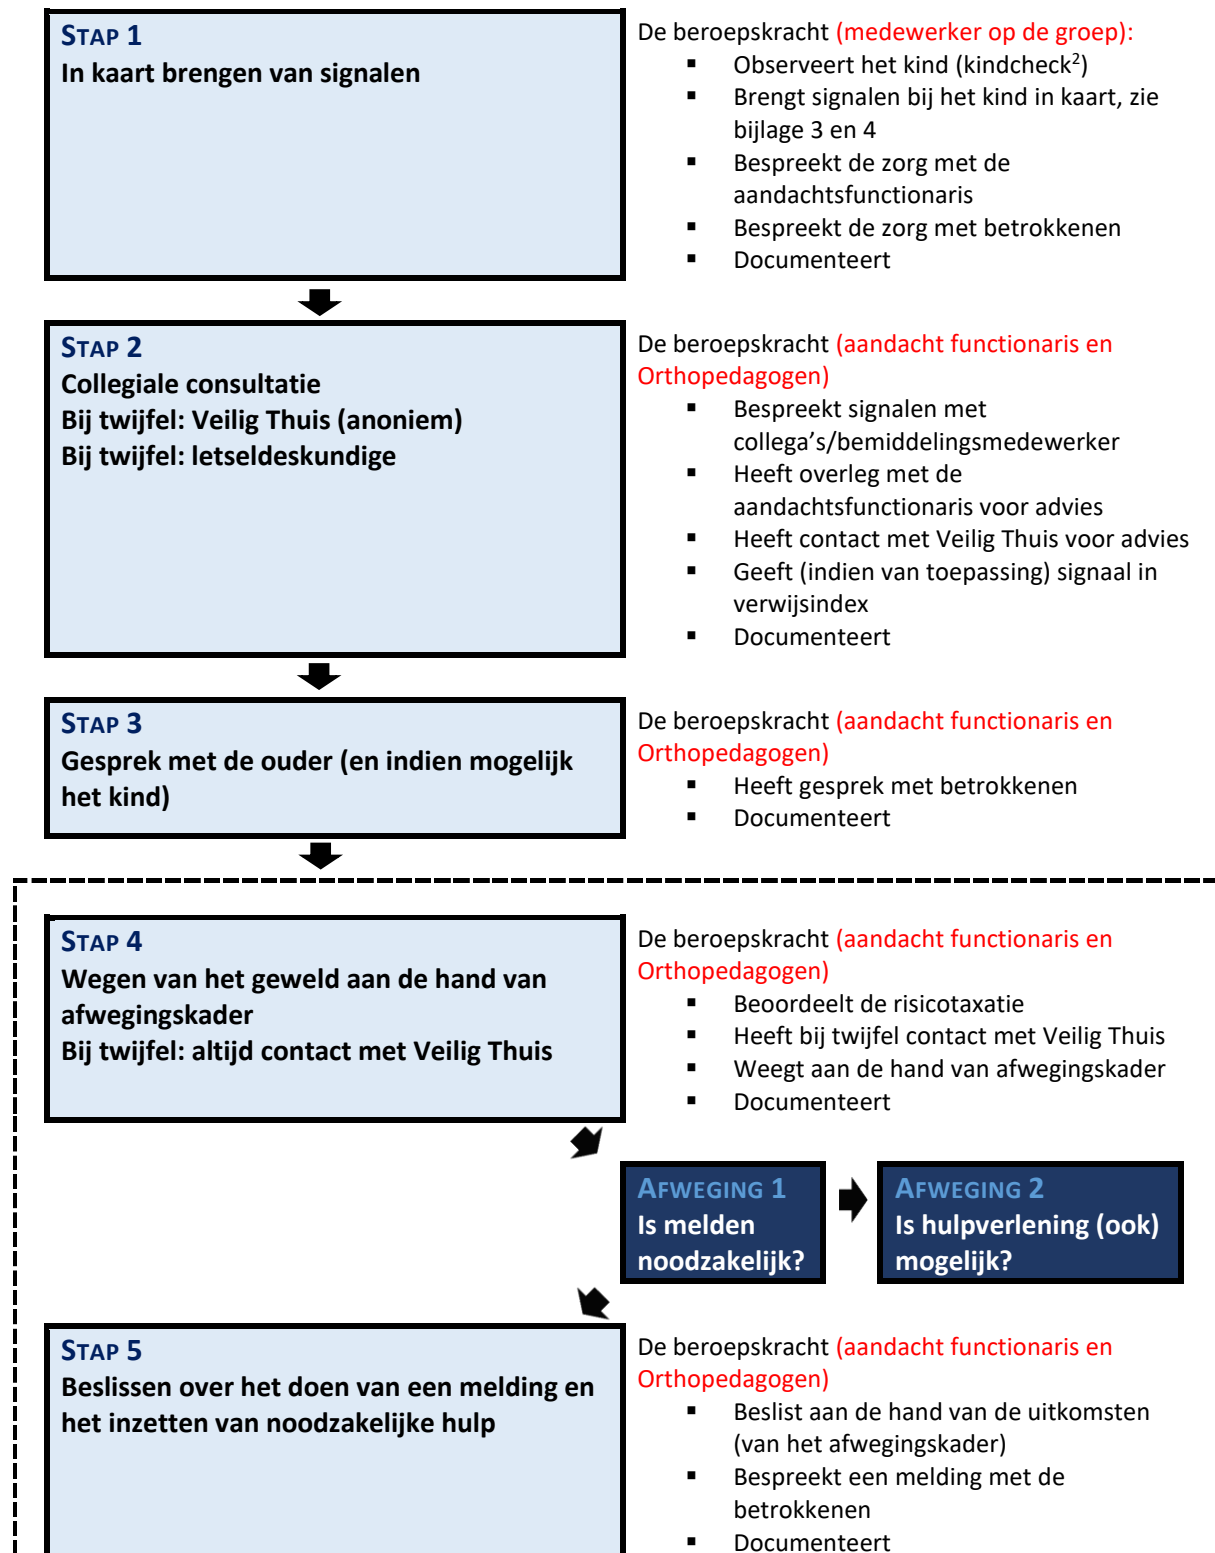 STAP 1
In kaart brengen van signalen
De beroepskracht (medewerker op de groep):
▪ Observeert het kind (kindcheck²)
▪ Brengt signalen bij het kind in kaart, zie
bijlage 3 en 4
▪ Bespreekt de zorg met de
aandachtsfunctionaris
▪ Bespreekt de zorg met betrokkenen
▪ Documenteert
STAP 2
Collegiale consultatie
Bij twijfel: Veilig Thuis (anoniem)
Bij twijfel: letseldeskundige
De beroepskracht (aandacht functionaris en
Orthopedagogen)
▪ Bespreekt signalen met
collega's/bemiddelingsmedewerker
▪ Heeft overleg met de
aandachtsfunctionaris voor advies
▪ Heeft contact met Veilig Thuis voor advies
▪ Geeft (indien van toepassing) signaal in
verwijsindex
▪ Documenteert
STAP 3
Gesprek met de ouder (en indien mogelijk
het kind)
De beroepskracht (aandacht functionaris en
Orthopedagogen)
▪ Heeft gesprek met betrokkenen
▪ Documenteert
STAP 4
Wegen van het geweld aan de hand van
afwegingskader
Bij twijfel: altijd contact met Veilig Thuis
De beroepskracht (aandacht functionaris en
Orthopedagogen)
▪ Beoordeelt de risicotaxatie
▪ Heeft bij twijfel contact met Veilig Thuis
▪ Weegt aan de hand van afwegingskader
▪ Documenteert
AFWEGING 1
Is melden
noodzakelijk?
AFWEGING 2
Is hulpverlening (ook)
mogelijk?
STAP 5
Beslissen over het doen van een melding en
het inzetten van noodzakelijke hulp
De beroepskracht (aandacht functionaris en
Orthopedagogen)
▪ Beslist aan de hand van de uitkomsten
(van het afwegingskader)
▪ Bespreekt een melding met de
betrokkenen
▪ Documenteert